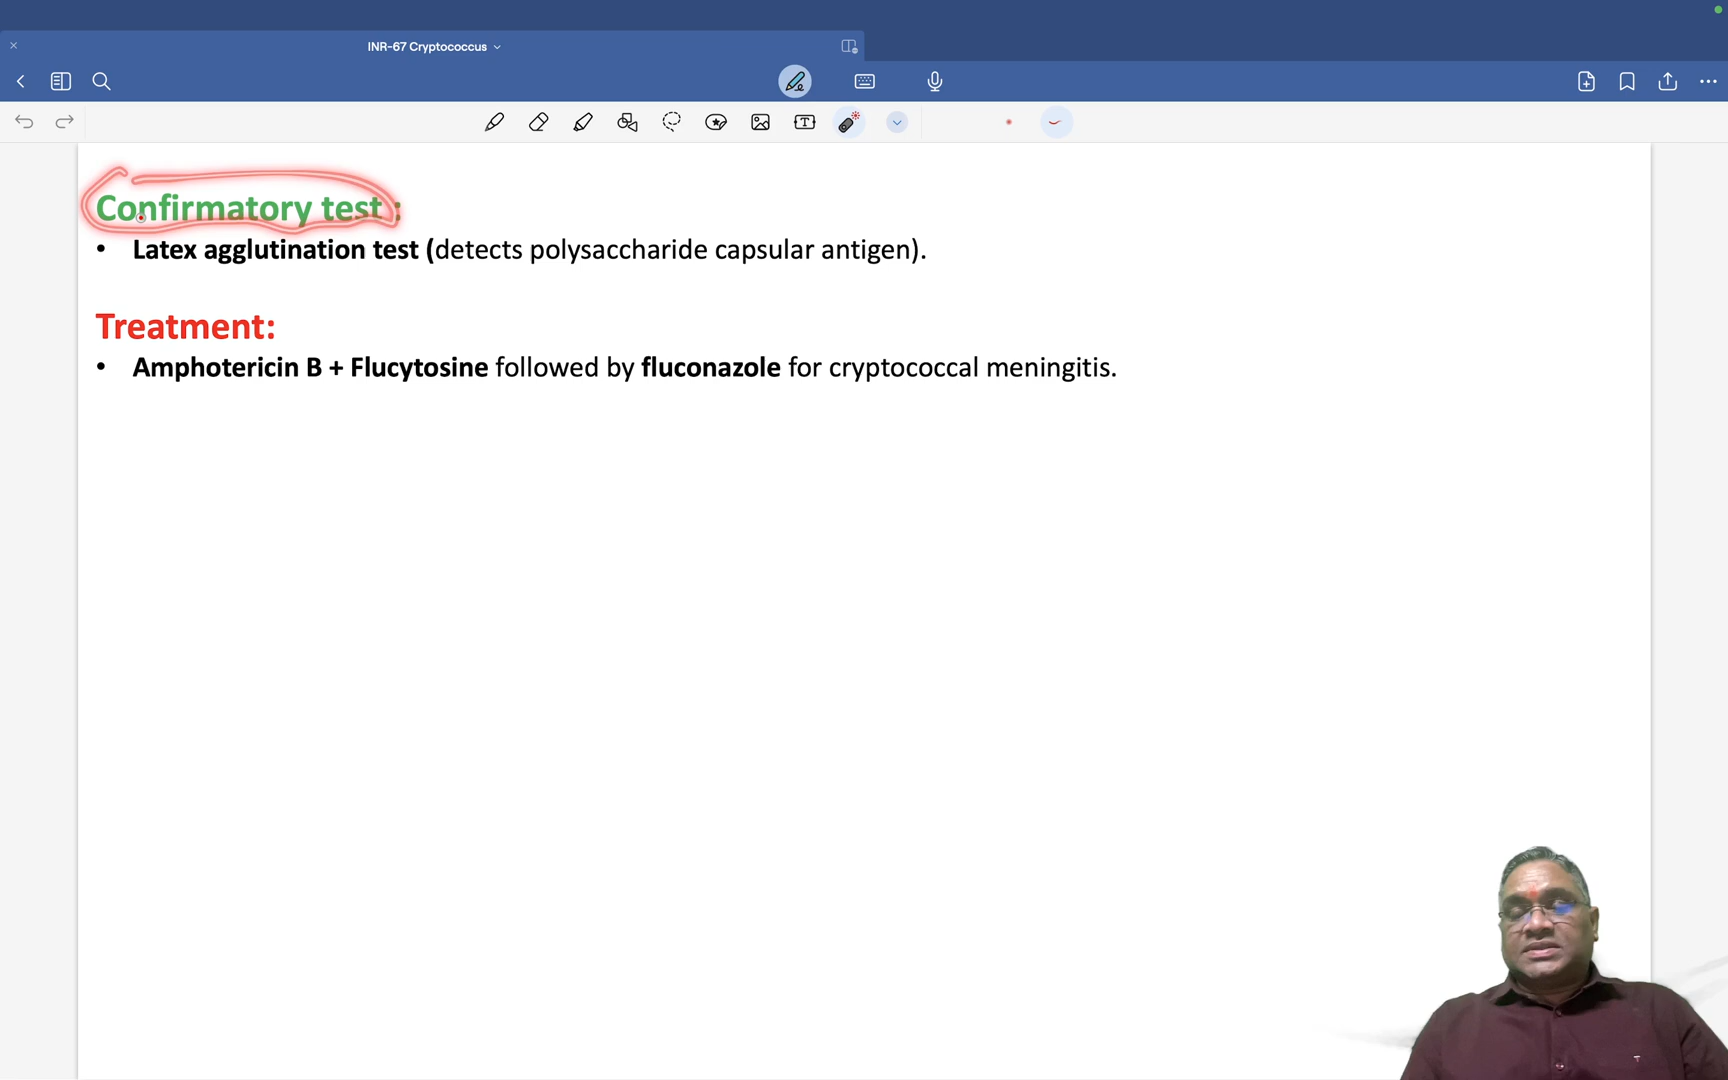 INR-67 Cryptococcus
Confirmatory test :
• Latex agglutination test (detects polysaccharide capsular antigen).
Treatment:
• Amphotericin B + Flucytosine followed by fluconazole for cryptococcal meningitis.